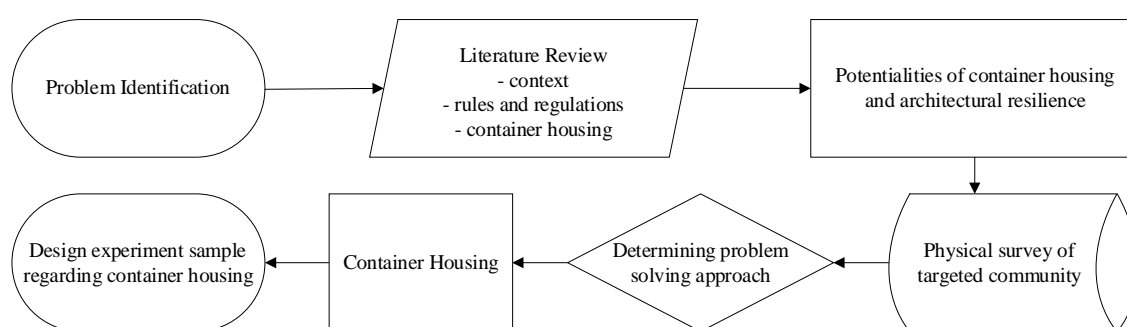 Problem Identification
Literature Review
- context
- rules and regulations
- container housing
Potentialities of container housing
and architectural resilience
Physical survey of
targeted community
Determining problem
solving approach
Container Housing
Design experiment sample
regarding container housing